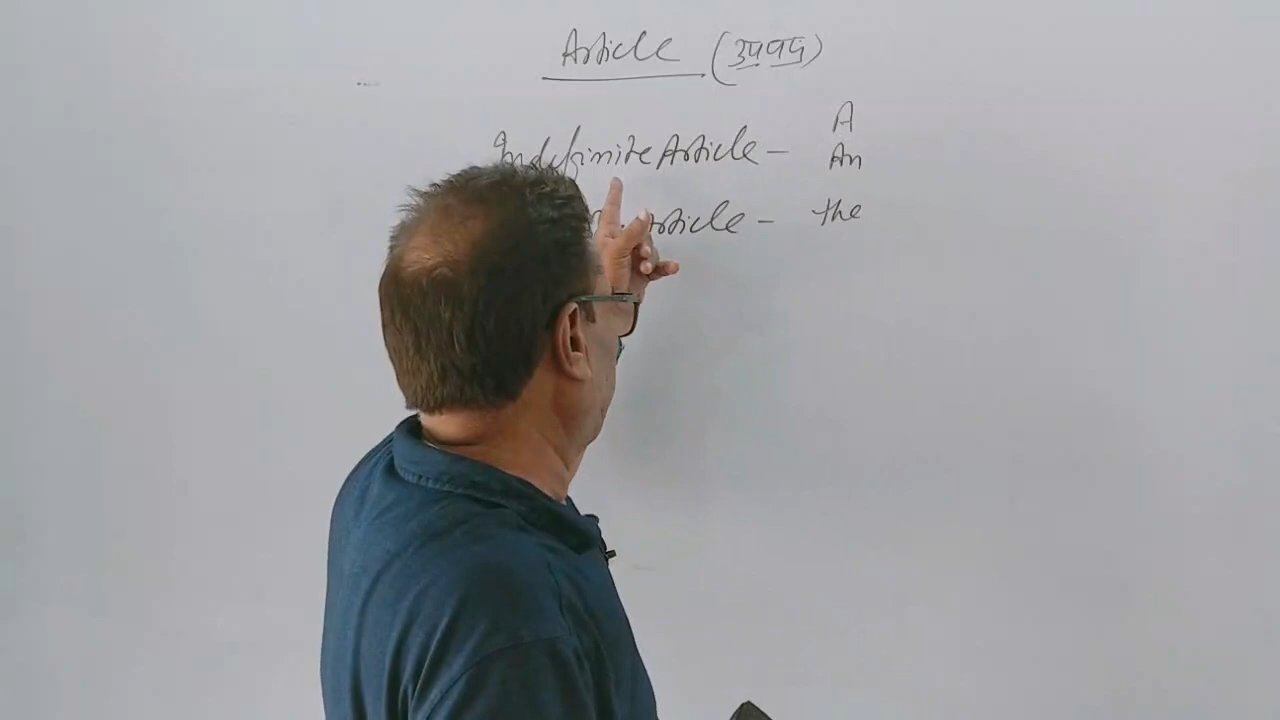 Article (उपपद)
A
Indefinite Article –
An
Article – the